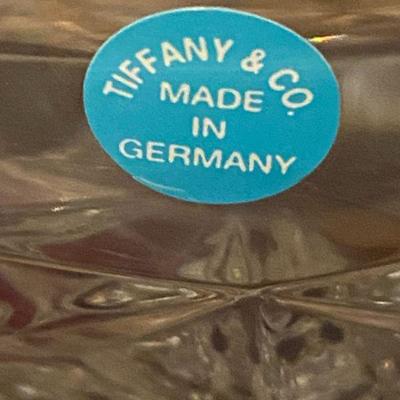 TIFFANY & CO.
MADE
IN
GERMANY